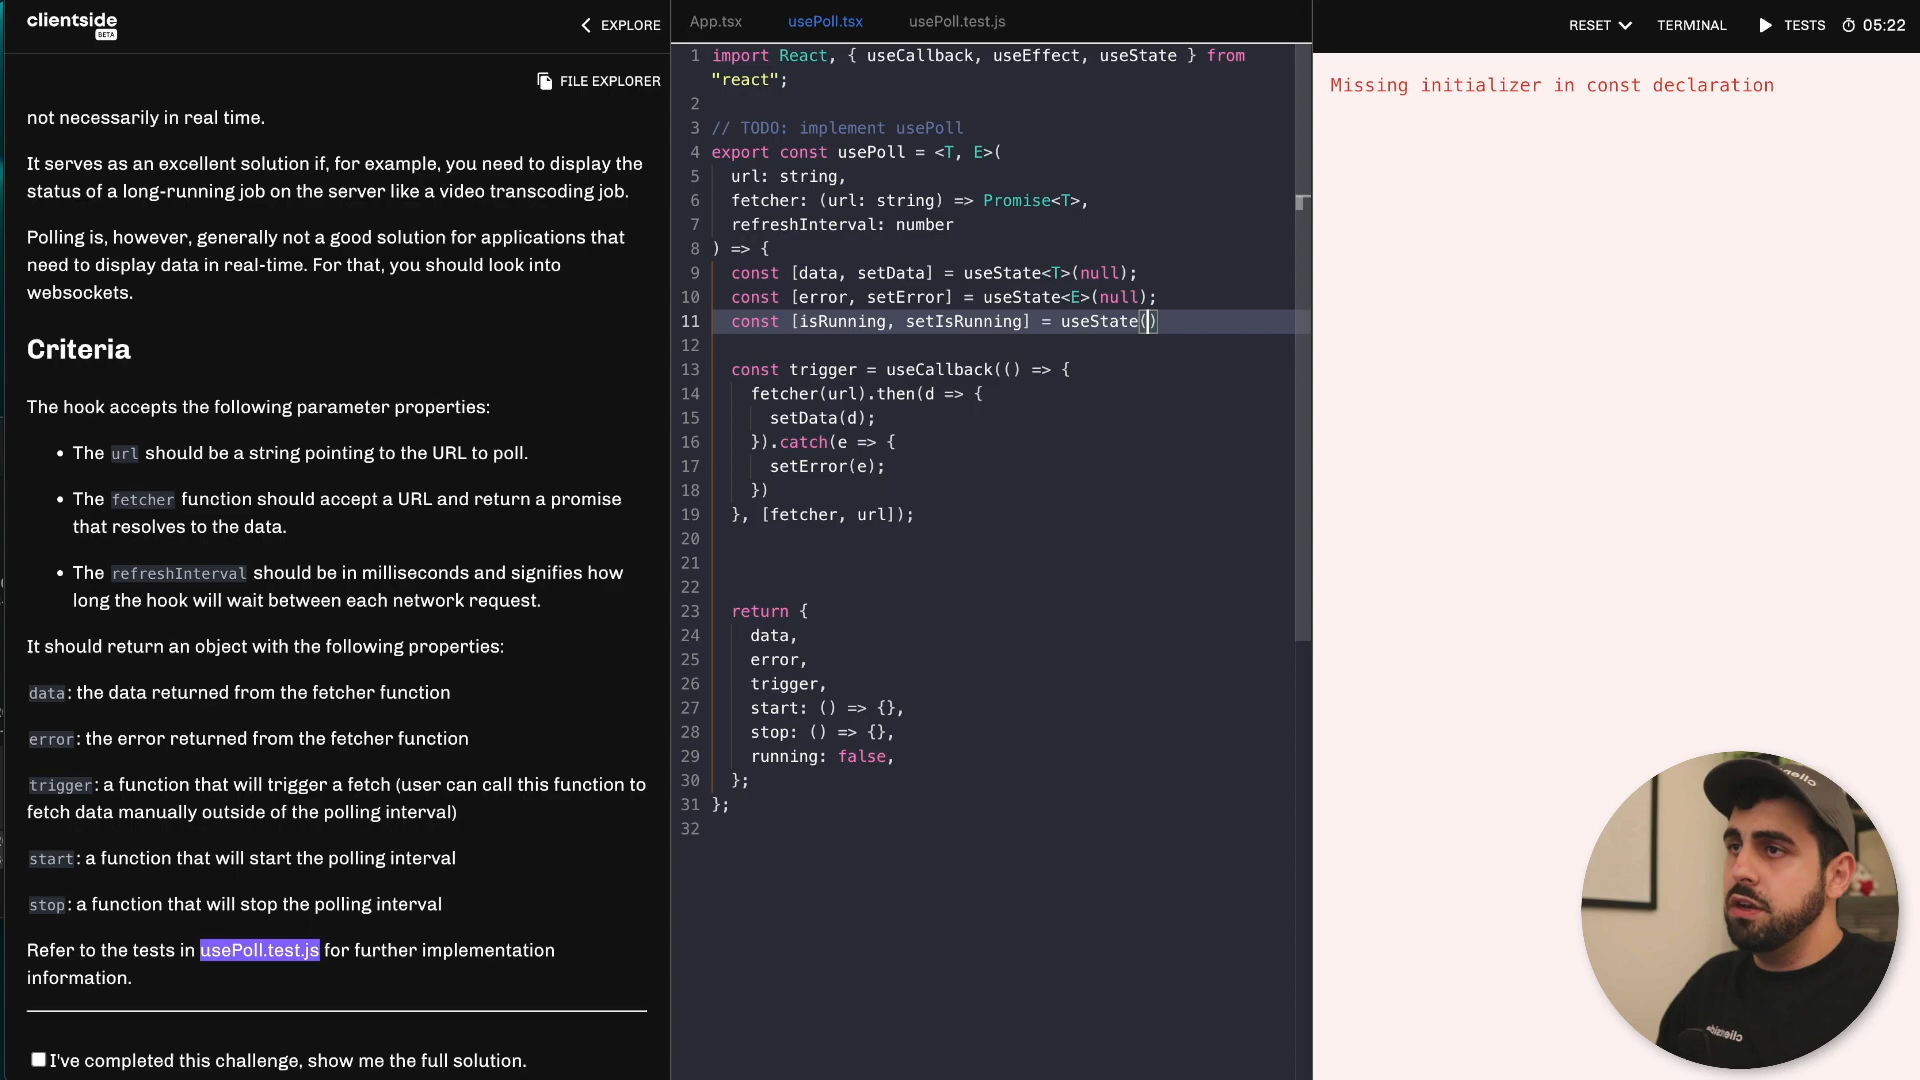 clientside
BETA
EXPLORE
FILE EXPLORER
not necessarily in real time.
It serves as an excellent solution if, for example, you need to display the
status of a long-running job on the server like a video transcoding job.
Polling is, however, generally not a good solution for applications that
need to display data in real-time. For that, you should look into
websockets.
Criteria
The hook accepts the following parameter properties:
• The url should be a string pointing to the URL to poll.
• The fetcher function should accept a URL and return a promise
that resolves to the data.
• The refreshInterval should be in milliseconds and signifies how
long the hook will wait between each network request.
It should return an object with the following properties:
data: the data returned from the fetcher function
error: the error returned from the fetcher function
trigger: a function that will trigger a fetch (user can call this function to
fetch data manually outside of the polling interval)
start: a function that will start the polling interval
stop: a function that will stop the polling interval
Refer to the tests in usePoll.test.js for further implementation
information.
I've completed this challenge, show me the full solution.
App.tsx usePoll.tsx usePoll.test.js
1 import React, { useCallback, useEffect, useState } from
"react";
2
3 // TODO: implement usePoll
4 export const usePoll = <T, E>(
5 url: string,
6 fetcher: (url: string) => Promise<T>,
7 refreshInterval: number
8 ) => {
9 const [data, setData] = useState<T>(null);
10 const [error, setError] = useState<E>(null);
11 const [isRunning, setIsRunning] = useState()
12
13 const trigger = useCallback(() => {
14 fetcher(url).then(d => {
15 setData(d);
16 }).catch(e => {
17 setError(e);
18 })
19 }, [fetcher, url]);
20
21
22
23 return {
24 data,
25 error,
26 trigger,
27 start: () => {},
28 stop: () => {},
29 running: false,
30 };
31 };
32
RESET TERMINAL TESTS 05:22
Missing initializer in const declaration
clientside